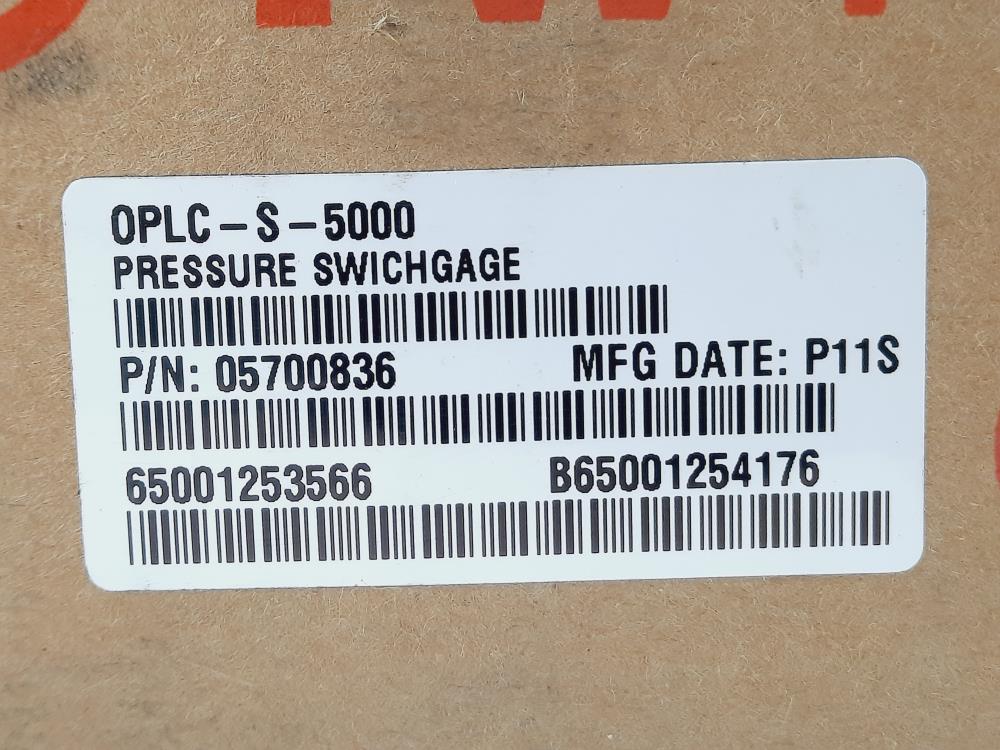 OPLC-S-5000
PRESSURE SWICHGAGE
P/N: 05700836 MFG DATE: P11S
65001253566 B65001254176